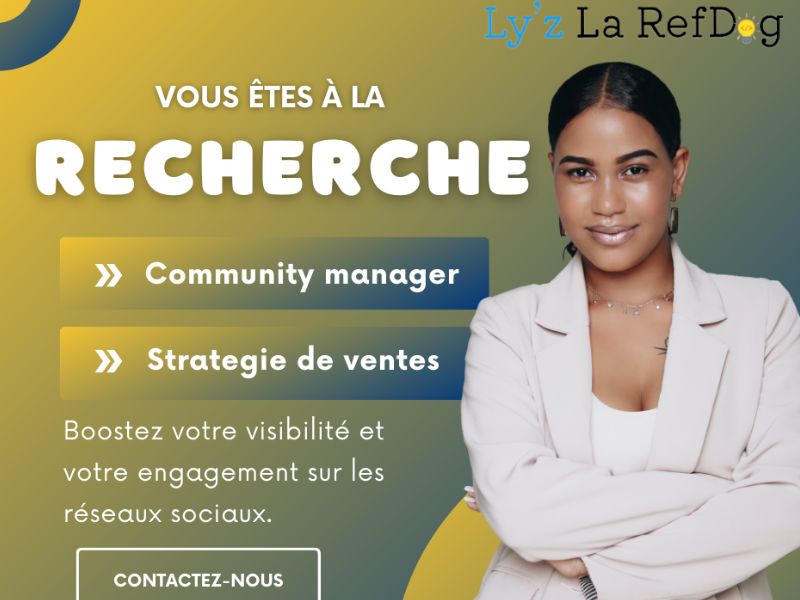 Ly'z La RefDog
VOUS ÊTES À LA
RECHERCHE
Community manager
Strategie de ventes
Boostez votre visibilité et
votre engagement sur les
réseaux sociaux.
CONTACTEZ-NOUS